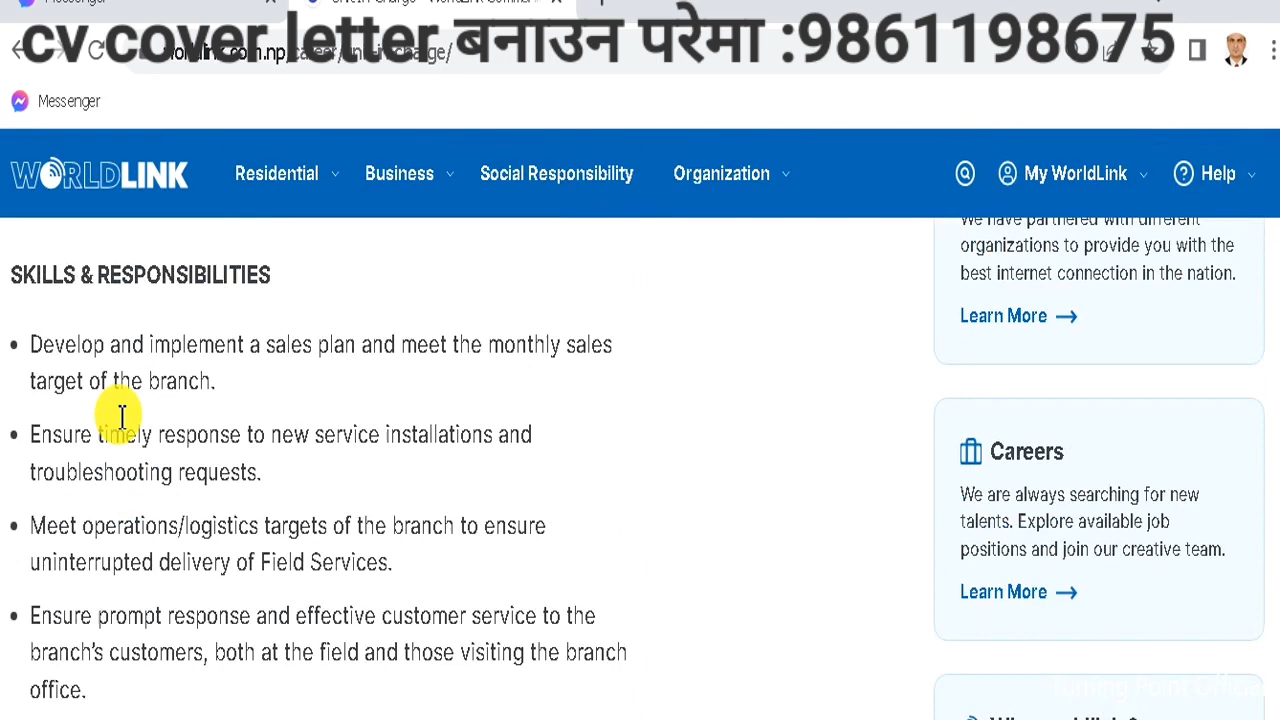 Messenger
cv cover letter बनाउन परेमा :9861198675
Messenger
WORLDLINK
Residential
Business
Social Responsibility
Organization
My WorldLink
Help
We have partnered with different
organizations to provide you with the
best internet connection in the nation.
Learn More
SKILLS & RESPONSIBILITIES
• Develop and implement a sales plan and meet the monthly sales
target of the branch.
• Ensure timely response to new service installations and
troubleshooting requests.
• Meet operations/logistics targets of the branch to ensure
uninterrupted delivery of Field Services.
• Ensure prompt response and effective customer service to the
branch’s customers, both at the field and those visiting the branch
office.
Careers
We are always searching for new
talents. Explore available job
positions and join our creative team.
Learn More
Turning Point Official